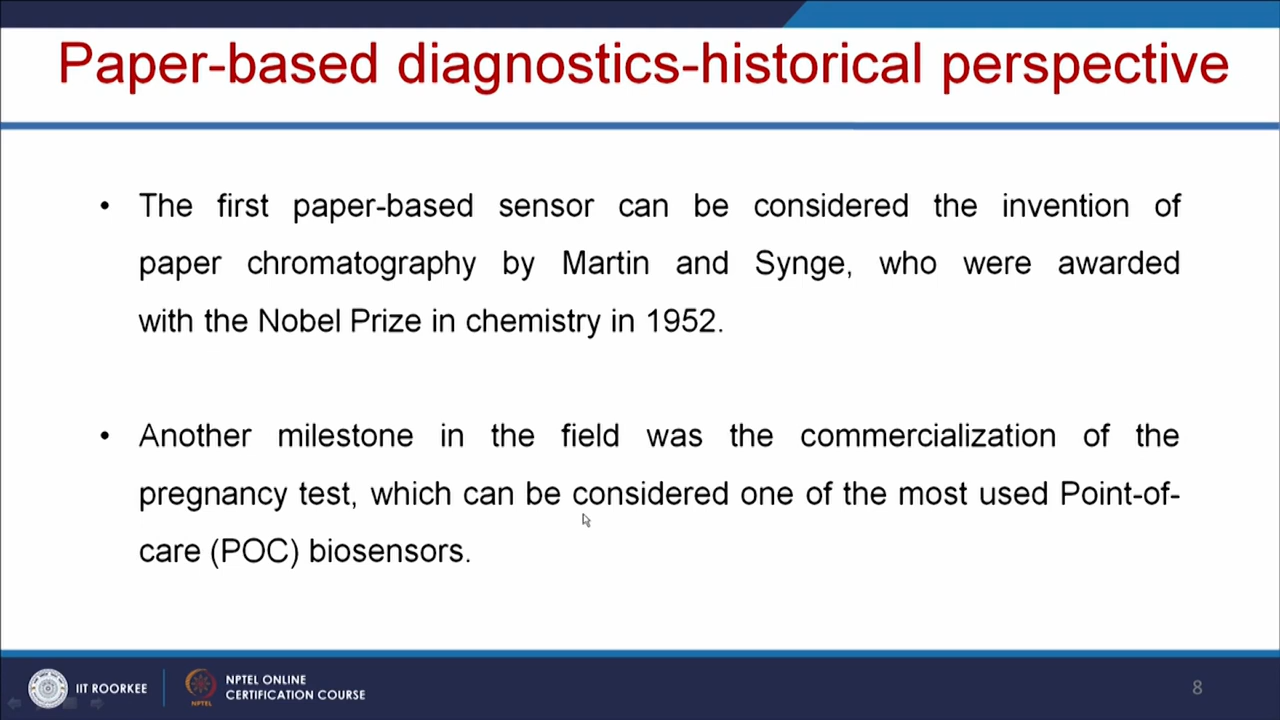 Paper-based diagnostics-historical perspective
• The first paper-based sensor can be considered the invention of
paper chromatography by Martin and Synge, who were awarded
with the Nobel Prize in chemistry in 1952.
• Another milestone in the field was the commercialization of the
pregnancy test, which can be considered one of the most used Point-of-
care (POC) biosensors.
IIT ROORKEE
NPTEL
NPTEL ONLINE
CERTIFICATION COURSE
8